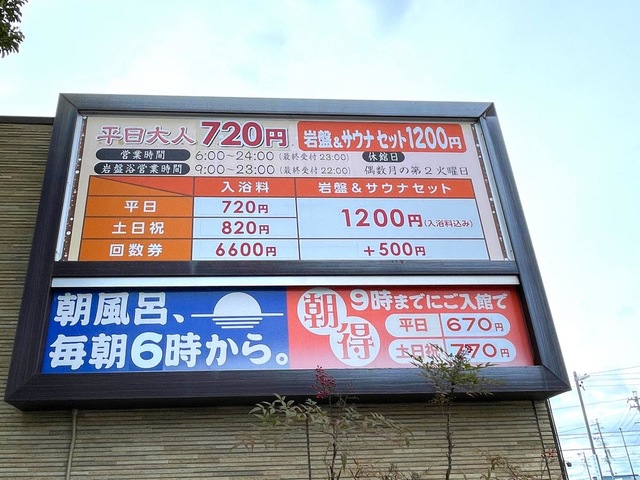 平日大人720円 岩盤&サウナセット1200円
営業時間 6:00～24:00（最終受付 23:00） 休館日
岩盤浴営業時間 9:00～23:00（最終受付 22:00） 偶数月の第2火曜日
入浴料 岩盤&サウナセット
平日 720円 1200円(入浴料込み)
土日祝 820円
回数券 6600円 +500円
朝風呂、
毎朝6時から。
朝得 9時までにご入館で
平日 670円
土日祝 770円